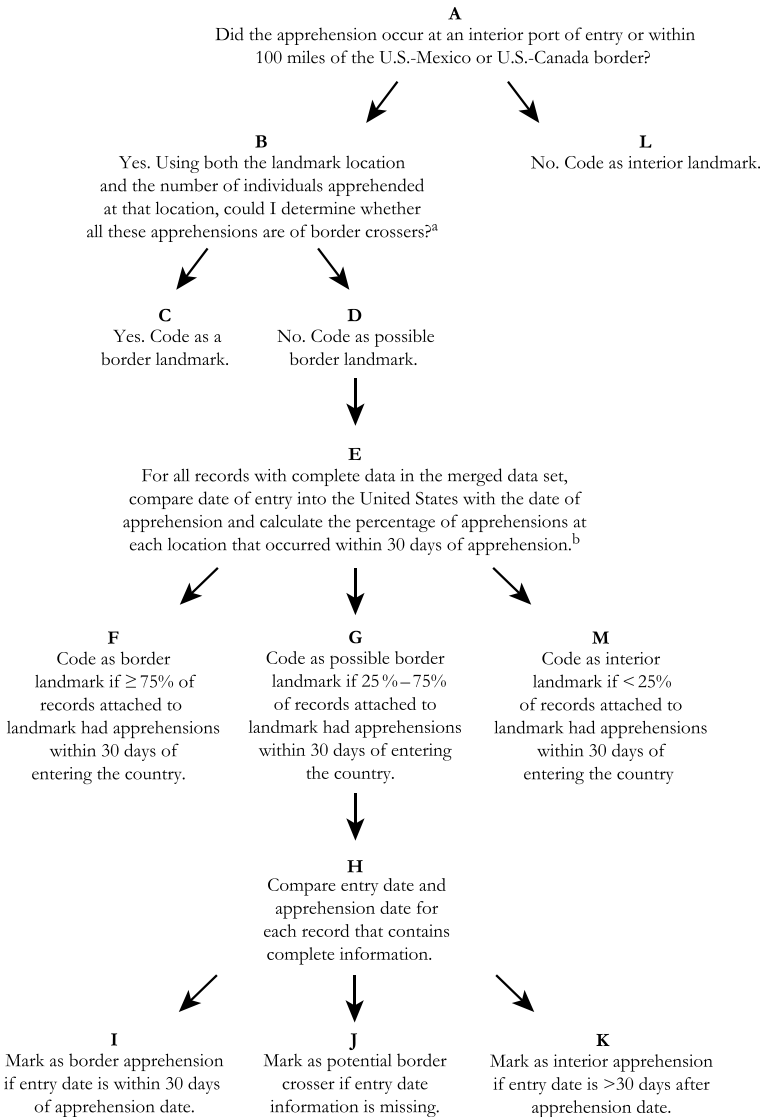 A
Did the apprehension occur at an interior port of entry or within
100 miles of the U.S.-Mexico or U.S.-Canada border?
B
Yes. Using both the landmark location
and the number of individuals apprehended
at that location, could I determine whether
all these apprehensions are of border crossers?a
L
No. Code as interior landmark.
C
Yes. Code as a
border landmark.
D
No. Code as possible
border landmark.
E
For all records with complete data in the merged data set,
compare date of entry into the United States with the date of
apprehension and calculate the percentage of apprehensions at
each location that occurred within 30 days of apprehension.b
F
Code as border
landmark if ≥ 75% of
records attached to
landmark had apprehensions
within 30 days of
entering the country.
G
Code as possible border
landmark if 25%–75%
of records attached to
landmark had apprehensions
within 30 days of entering
the country.
M
Code as interior
landmark if < 25%
of records attached to
landmark had apprehensions
within 30 days of
entering the country
H
Compare entry date and
apprehension date for
each record that contains
complete information.
I
Mark as border apprehension
if entry date is within 30 days
of apprehension date.
J
Mark as potential border
crosser if entry date
information is missing.
K
Mark as interior apprehension
if entry date is >30 days after
apprehension date.